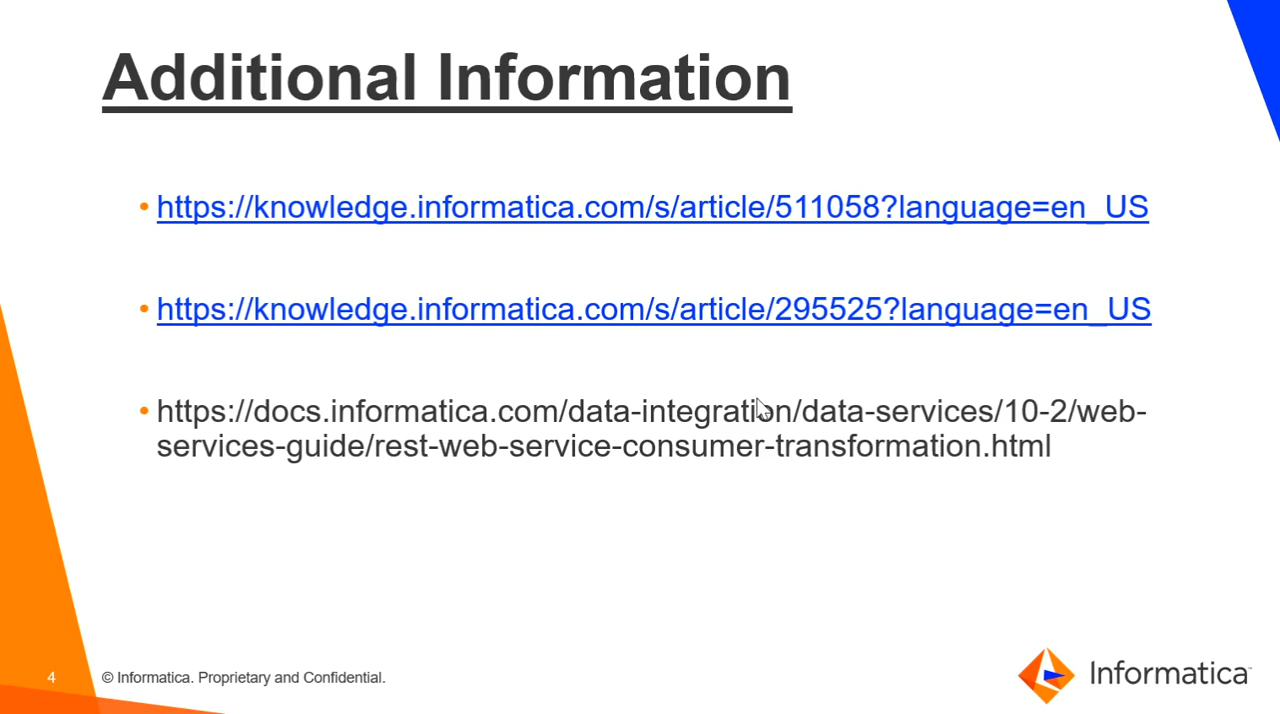 Additional Information
• https://knowledge.informatica.com/s/article/511058?language=en_US
• https://knowledge.informatica.com/s/article/295525?language=en_US
• https://docs.informatica.com/data-integration/data-services/10-2/web-
services-guide/rest-web-service-consumer-transformation.html
4 © Informatica. Proprietary and Confidential.
Informatica™